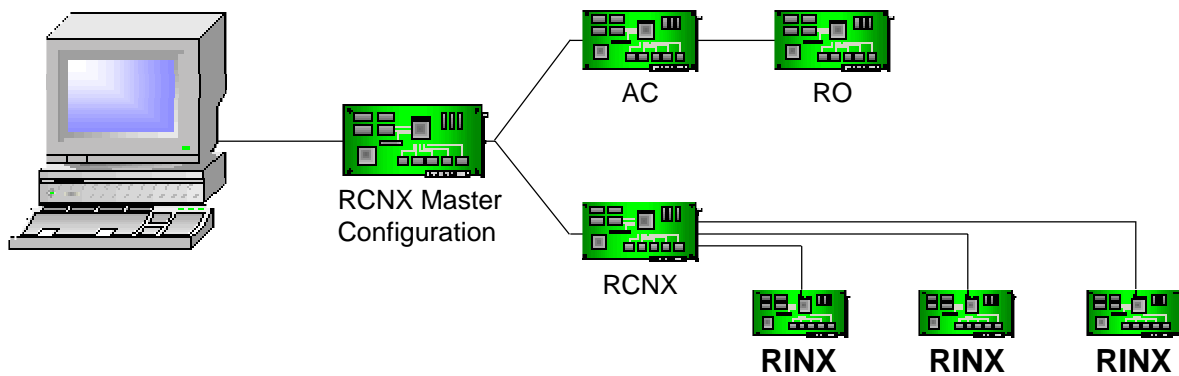 AC
RO
RCNX Master
Configuration
RCNX
RINX
RINX
RINX